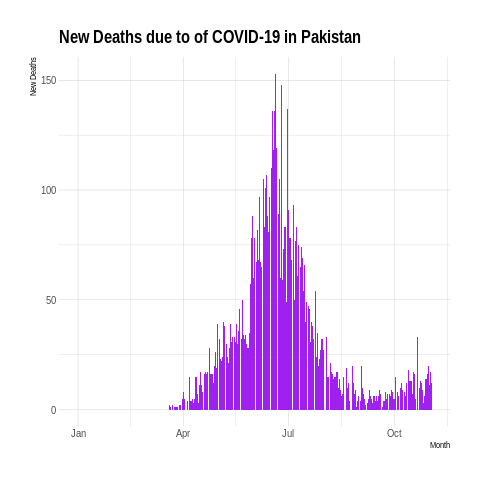 New Deaths due to of COVID-19 in Pakistan
New Deaths
150
100
50
0
Jan Apr Jul Oct
Month